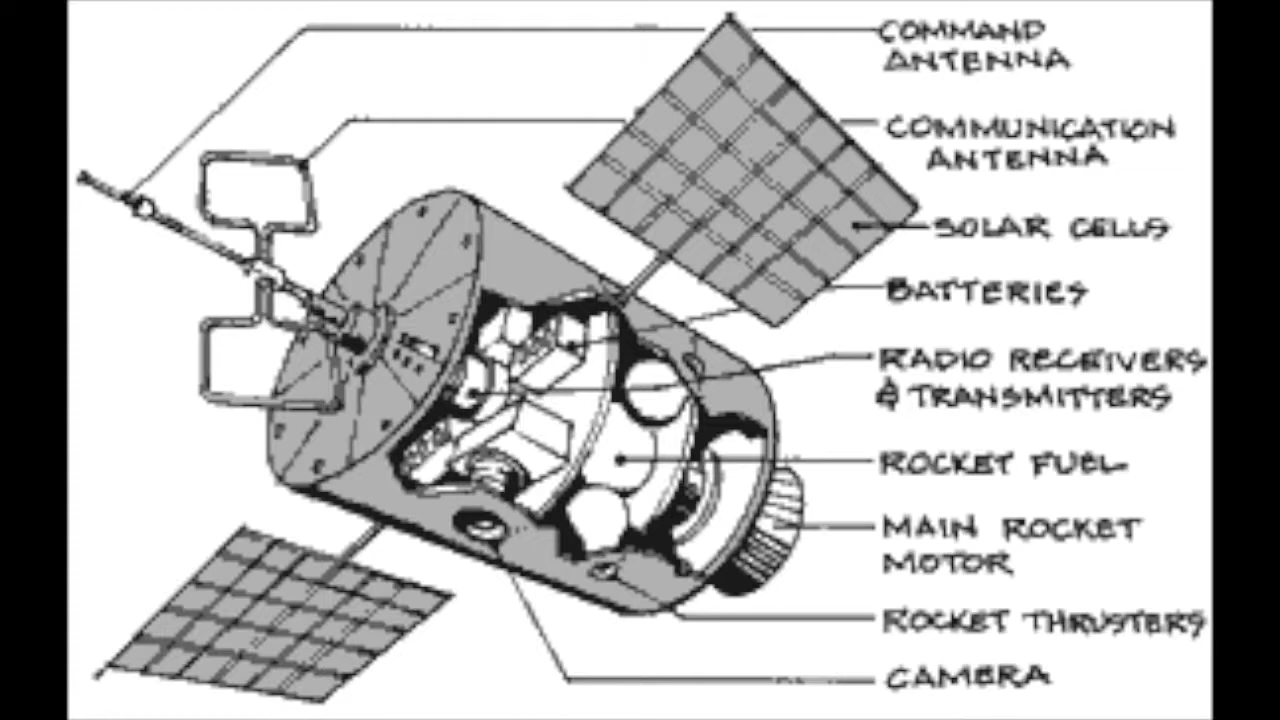 COMMAND
ANTENNA
COMMUNICATION
ANTENNA
SOLAR CELLS
BATTERIES
RADIO RECEIVERS
& TRANSMITTERS
ROCKET FUEL
MAIN ROCKET
MOTOR
ROCKET THRUSTERS
CAMERA